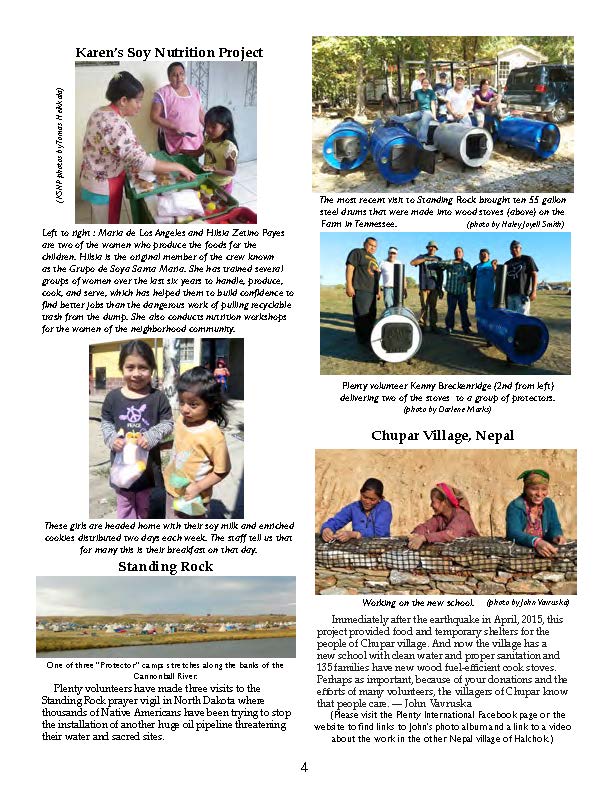 Karen's Soy Nutrition Project
(KSNP photos by Tomas Heikkala)
Left to right : Maria de Los Angeles and Hilsia Zetino Payes
are two of the women who produce the foods for the
children. Hilsia is the original member of the crew known
as the Grupo de Soya Santa Maria. She has trained several
groups of women over the last six years to handle, produce,
cook, and serve, which has helped them to build confidence to
find better jobs than the dangerous work of pulling recyclable
trash from the dump. She also conducts nutrition workshops
for the women of the neighborhood community.
PEACE
These girls are headed home with their soy milk and enriched
cookies distributed two days each week. The staff tell us that
for many this is their breakfast on that day.
Standing Rock
One of three "Protector" camps stretches along the banks of the
Cannonball River.
Plenty volunteers have made three visits to the
Standing Rock prayer vigil in North Dakota where
thousands of Native Americans have been trying to stop
the installation of another huge oil pipeline threatening
their water and sacred sites.
The most recent visit to Standing Rock brought ten 55 gallon
steel drums that were made into wood stoves (above) on the
Farm in Tennessee. (photo by Haley Joyell Smith)
Plenty volunteer Kenny Breckenridge (2nd from left)
delivering two of the stoves to a group of protectors.
(photo by Darlene Marks)
Chupar Village, Nepal
Working on the new school. (photo by John Vavruska)
Immediately after the earthquake in April, 2015, this
project provided food and temporary shelters for the
people of Chupar village. And now the village has a
new school with clean water and proper sanitation and
135 families have new wood fuel-efficient cook stoves.
Perhaps as important, because of your donations and the
efforts of many volunteers, the villagers of Chupar know
that people care. — John Vavruska
(Please visit the Plenty International Facebook page or the
website to find links to John's photo album and a link to a video
about the work in the other Nepal village of Halchok.)
4